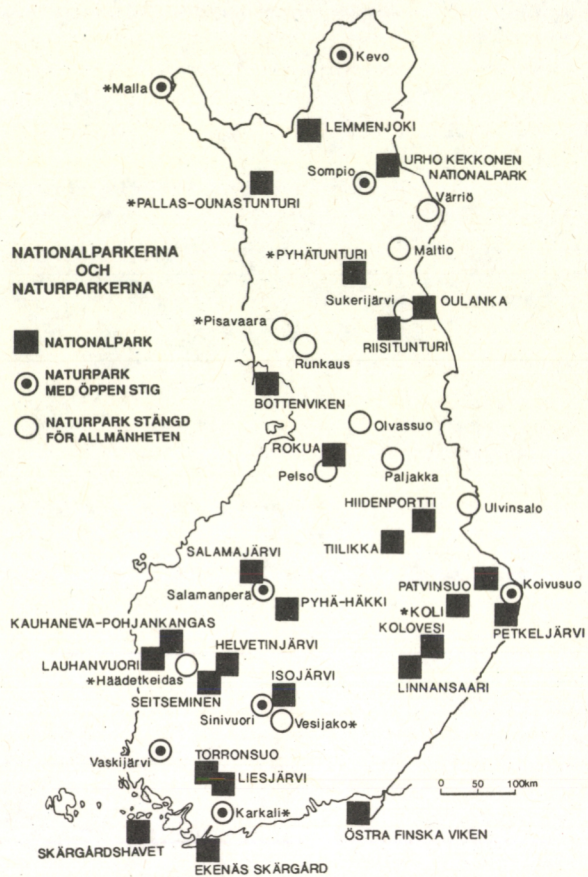 Kevo
*Malla
LEMMENJOKI
URHO KEKKONEN
NATIONALPARK
Sompio
*PALLAS-OUNASTUNTURI
Värriö
Maltio
NATIONALPARKERNA
OCH
NATURPARKERNA
*PYHÄTUNTURI
Sukerijärvi
OULANKA
*Pisavaara
RIISITUNTURI
Runkaus
NATIONALPARK
NATURPARK
MED ÖPPEN STIG
NATURPARK STÄNGD
FÖR ALLMÄNHETEN
BOTTENVIKEN
Olvassuo
ROKUA
Pelso
Paljakka
HIIDENPORTTI
Ulvinsalo
TIILIKKA
SALAMAJÄRVI
Salamanperä
PATVINSUO
Koivusuo
PYHÄ-HÄKKI
*KOLI
PETKELJÄRVI
KAUHANEVA-POHJANKANGAS
KOLOVESI
HELVETINJÄRVI
LAUHANVUORI
*Häädetkeidas
ISOJÄRVI
LINNANSAARI
SEITSEMINEN
Sinivuori
Vesijako*
Vaskijärvi
TORRONSUO
LIESJÄRVI
0 50 100km
Karkali*
ÖSTRA FINSKA VIKEN
SKÄRGÅRDSHAVET
EKENÄS SKÄRGÅRD